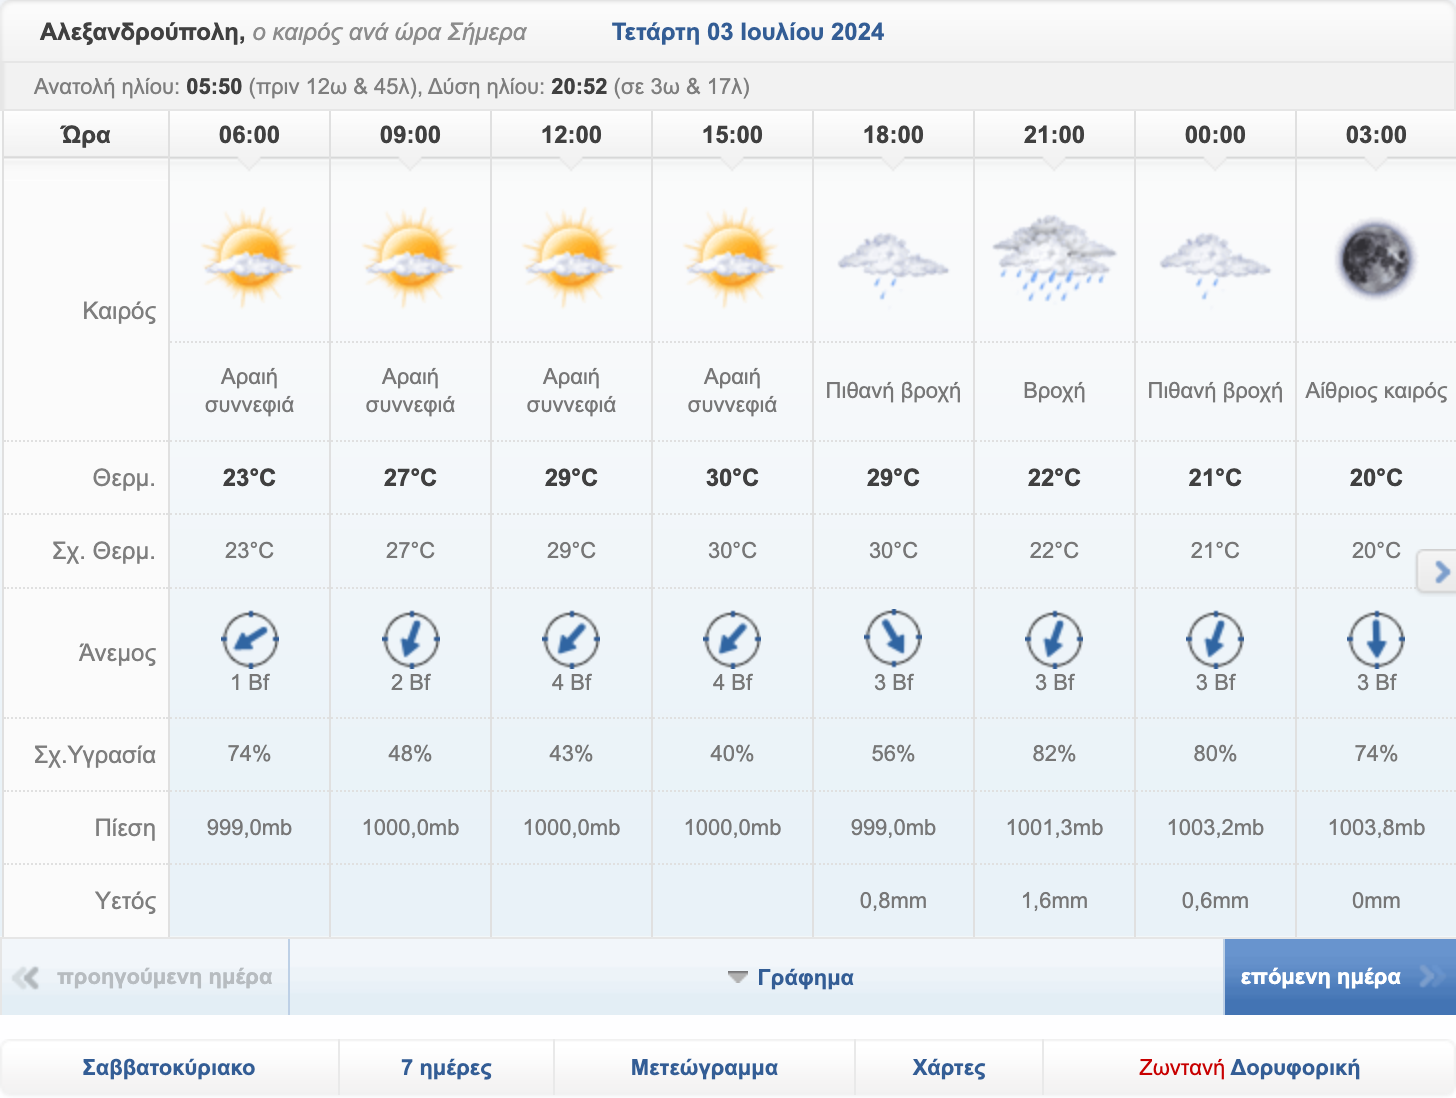 Αλεξανδρούπολη, ο καιρός ανά ώρα Σήμερα Τετάρτη 03 Ιουλίου 2024
Ανατολή ηλίου: 05:50 (πριν 12ω & 45λ), Δύση ηλίου: 20:52 (σε 3ω & 17λ)
Ώρα 06:00 09:00 12:00 15:00 18:00 21:00 00:00 03:00
Καιρός
Αραιή συννεφιά Αραιή συννεφιά Αραιή συννεφιά Αραιή συννεφιά Πιθανή βροχή Βροχή Πιθανή βροχή Αίθριος καιρός
Θερμ. 23°C 27°C 29°C 30°C 29°C 22°C 21°C 20°C
Σχ. Θερμ. 23°C 27°C 29°C 30°C 30°C 22°C 21°C 20°C
Άνεμος 1 Bf 2 Bf 4 Bf 4 Bf 3 Bf 3 Bf 3 Bf 3 Bf
Σχ.Υγρασία 74% 48% 43% 40% 56% 82% 80% 74%
Πίεση 999,0mb 1000,0mb 1000,0mb 1000,0mb 999,0mb 1001,3mb 1003,2mb 1003,8mb
Υετός 0,8mm 1,6mm 0,6mm 0mm
προηγούμενη ημέρα Γράφημα επόμενη ημέρα
Σαββατοκύριακο 7 ημέρες Μετεώγραμμα Χάρτες Ζωντανή Δορυφορική